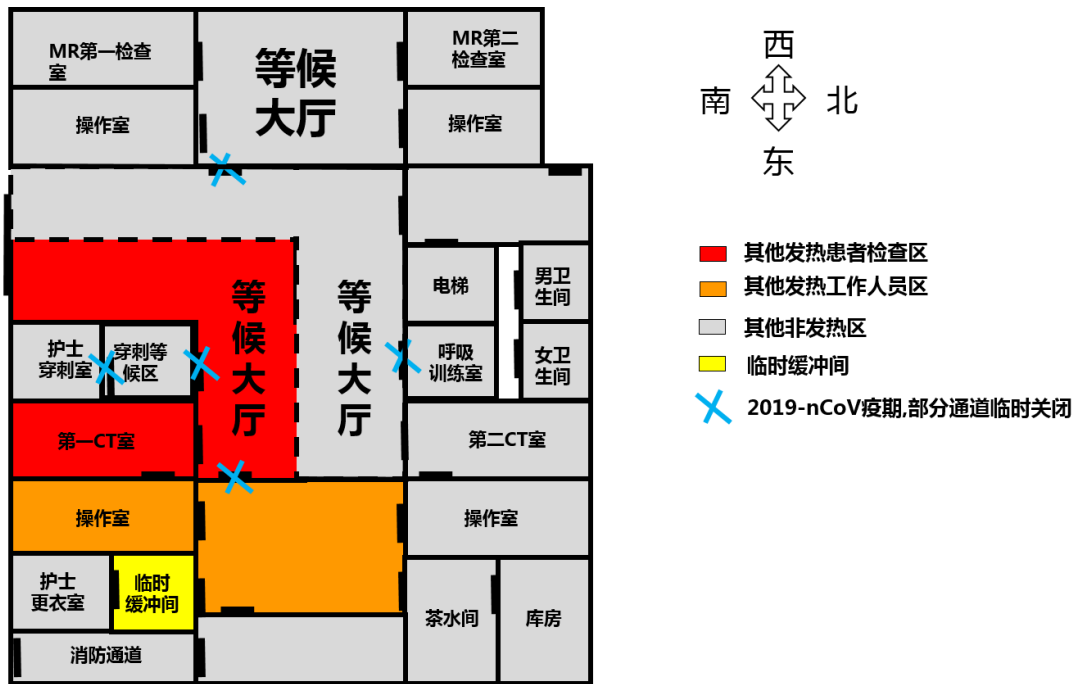 MR第一检查
室
等候
大厅
MR第二
检查室
操作室
操作室
西
南
北
东
电梯
男卫
生间
等候大厅
等候大厅
护士
穿刺室
穿刺等
候区
呼吸
训练室
女卫
生间
第一CT室
第二CT室
操作室
操作室
护士
更衣室
临时
缓冲间
茶水间
库房
消防通道
其他发热患者检查区
其他发热工作人员区
其他非发热区
临时缓冲间
2019-nCoV疫期,部分通道临时关闭